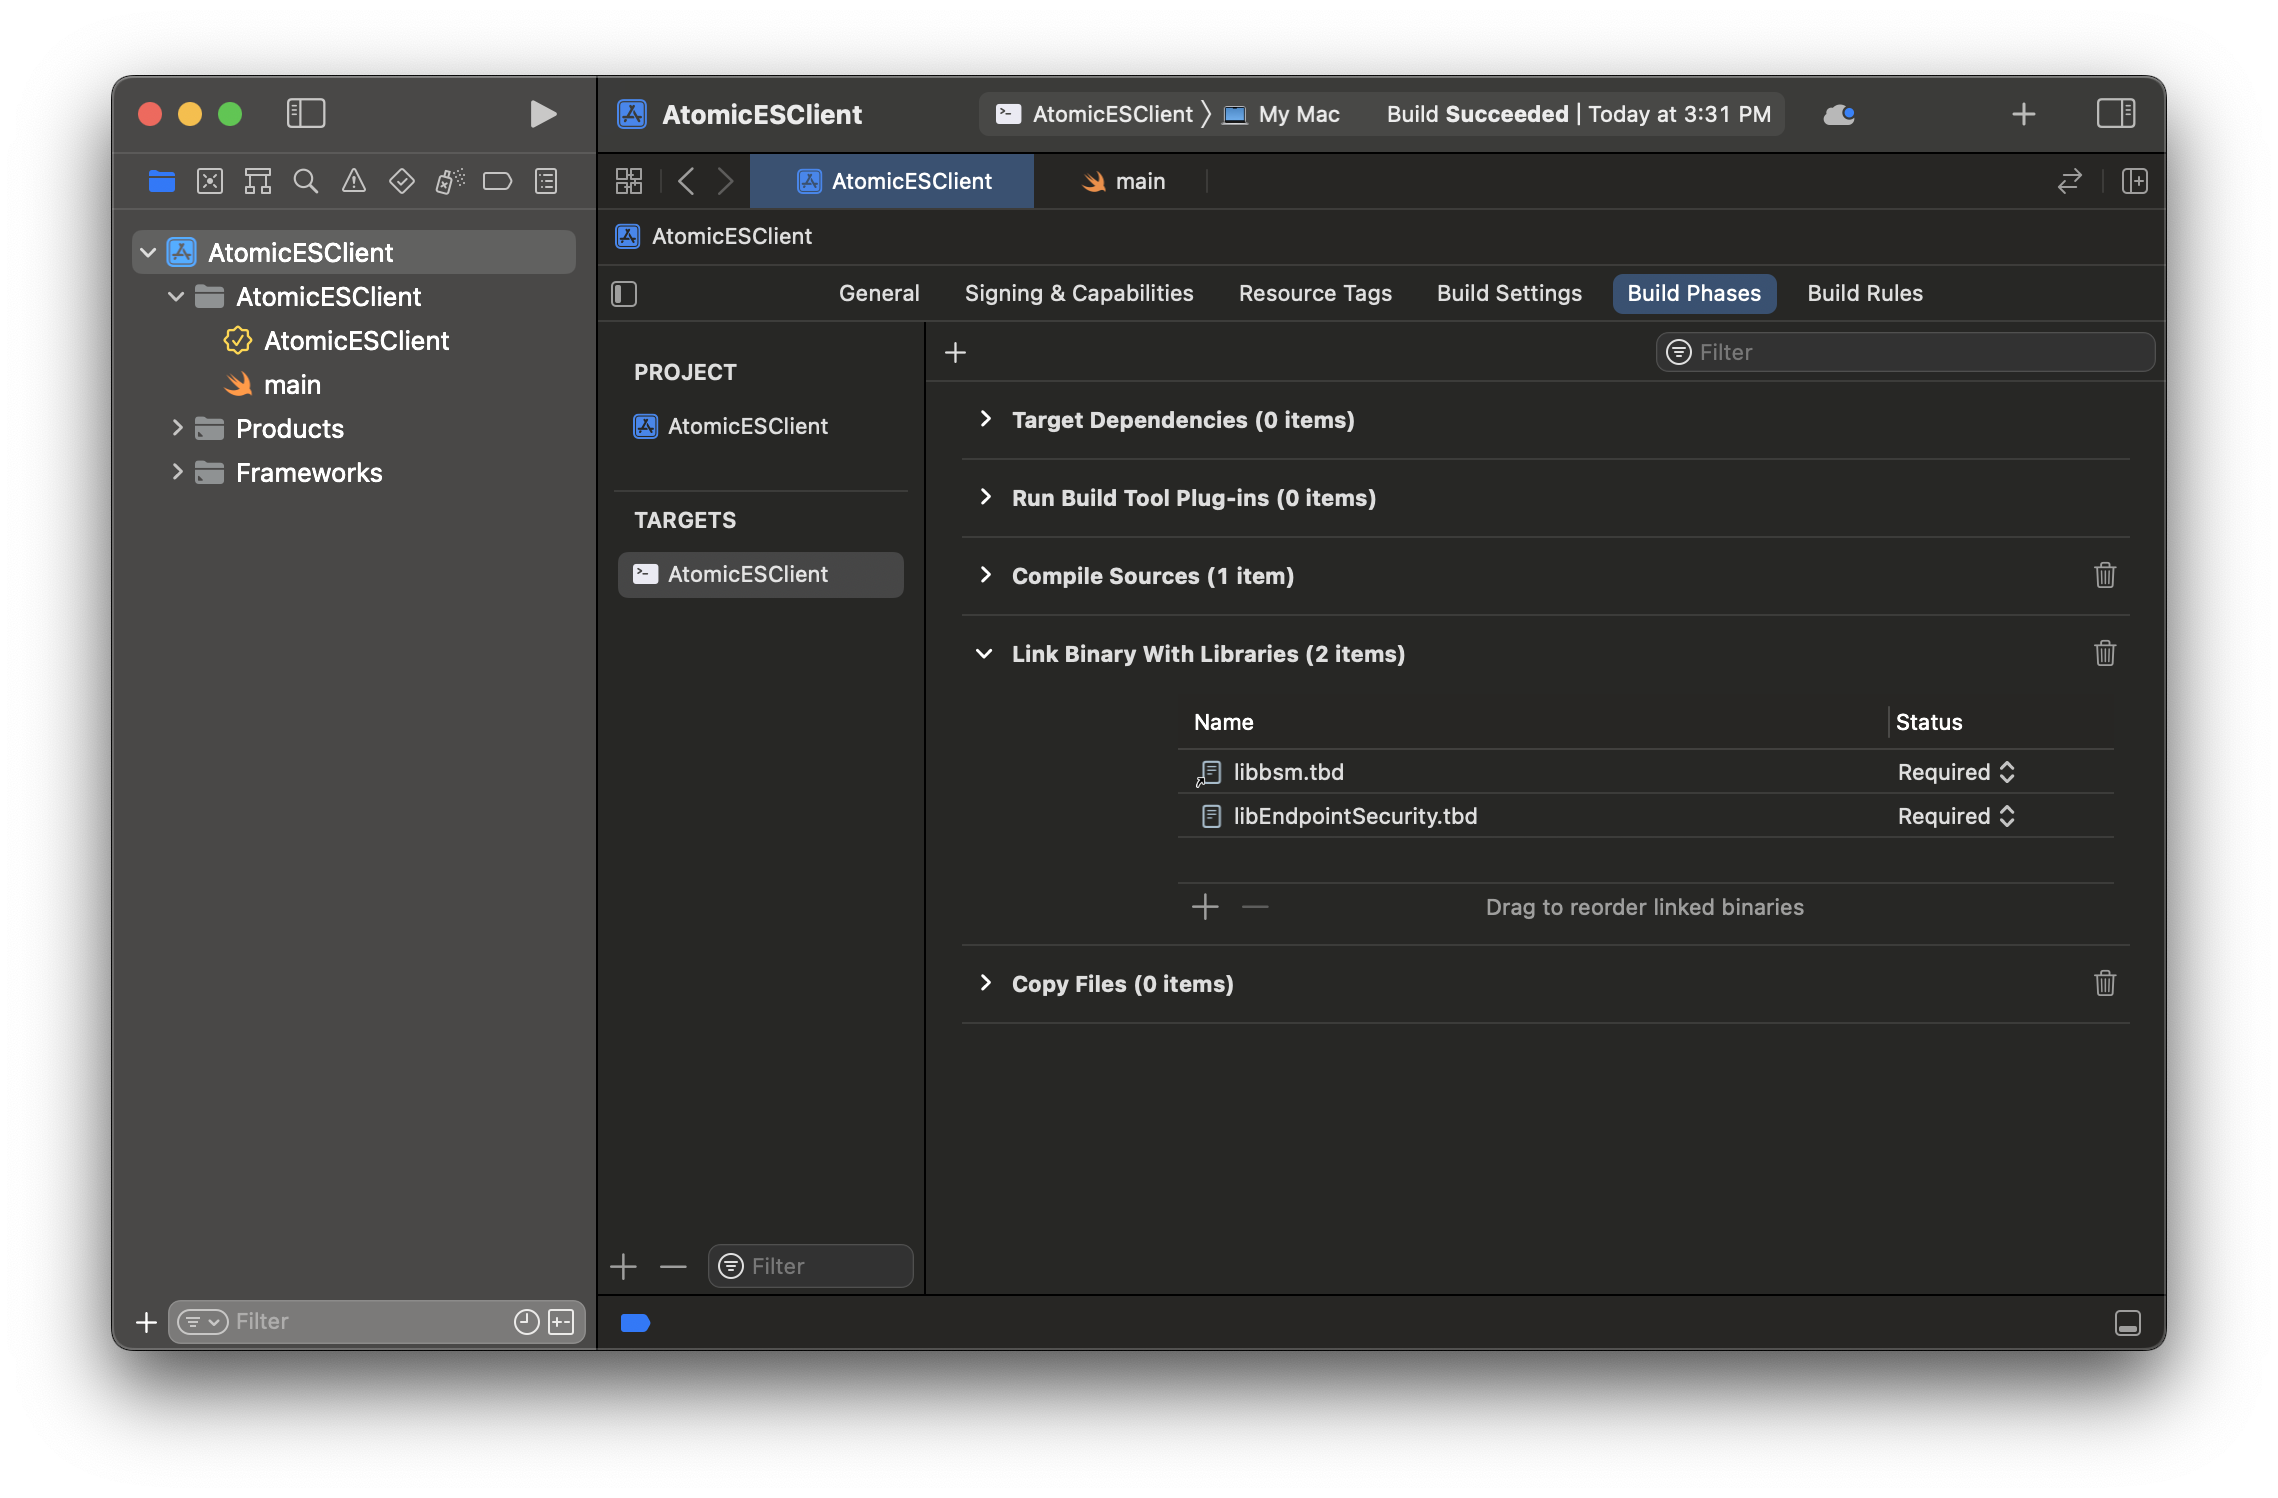 AtomicESClient
AtomicESClient
My Mac
Build Succeeded | Today at 3:31 PM
AtomicESClient
main
AtomicESClient
AtomicESClient
AtomicESClient
AtomicESClient
main
Products
Frameworks
General
Signing & Capabilities
Resource Tags
Build Settings
Build Phases
Build Rules
PROJECT
AtomicESClient
TARGETS
AtomicESClient
Filter
Target Dependencies (0 items)
Run Build Tool Plug-ins (0 items)
Compile Sources (1 item)
Link Binary With Libraries (2 items)
Name
Status
libbsm.tbd
Required
libEndpointSecurity.tbd
Required
Drag to reorder linked binaries
Copy Files (0 items)
Filter
Filter